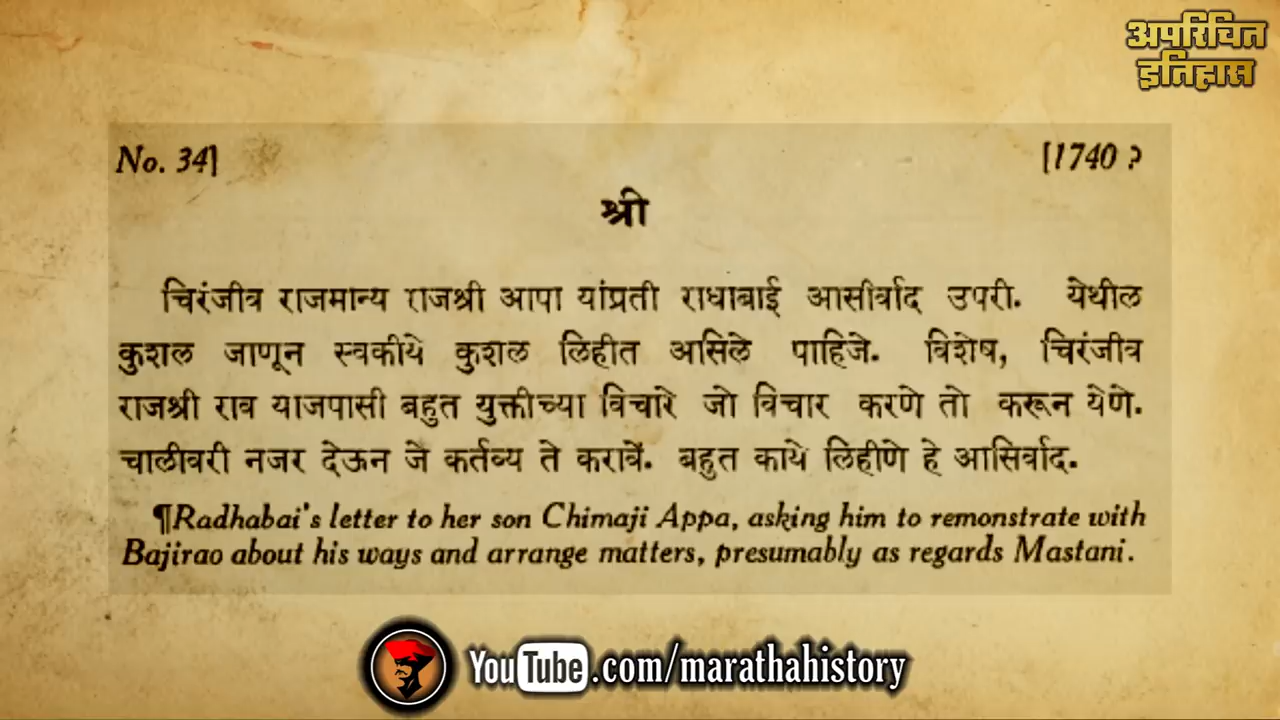 अपरिचित
इतिहास
No. 34] [1740 ?
श्री
चिरंजीव राजमान्य राजश्री आपा यांप्रती राधाबाई आसीर्वाद उपरी. येथील
कुशल जाणून स्वकीये कुशल लिहीत असिले पाहिजे. विशेष, चिरंजीव
राजश्री राव याजपासी बहुत युक्तीच्या विचारे जो विचार करणे तो करून येणे.
चालीवरी नजर देऊन जे कर्तव्य ते करावें. बहुत काये लिहीणे हे आसिर्वाद.
¶Radhabai's letter to her son Chimaji Appa, asking him to remonstrate with
Bajirao about his ways and arrange matters, presumably as regards Mastani.
YouTube.com/marathahistory